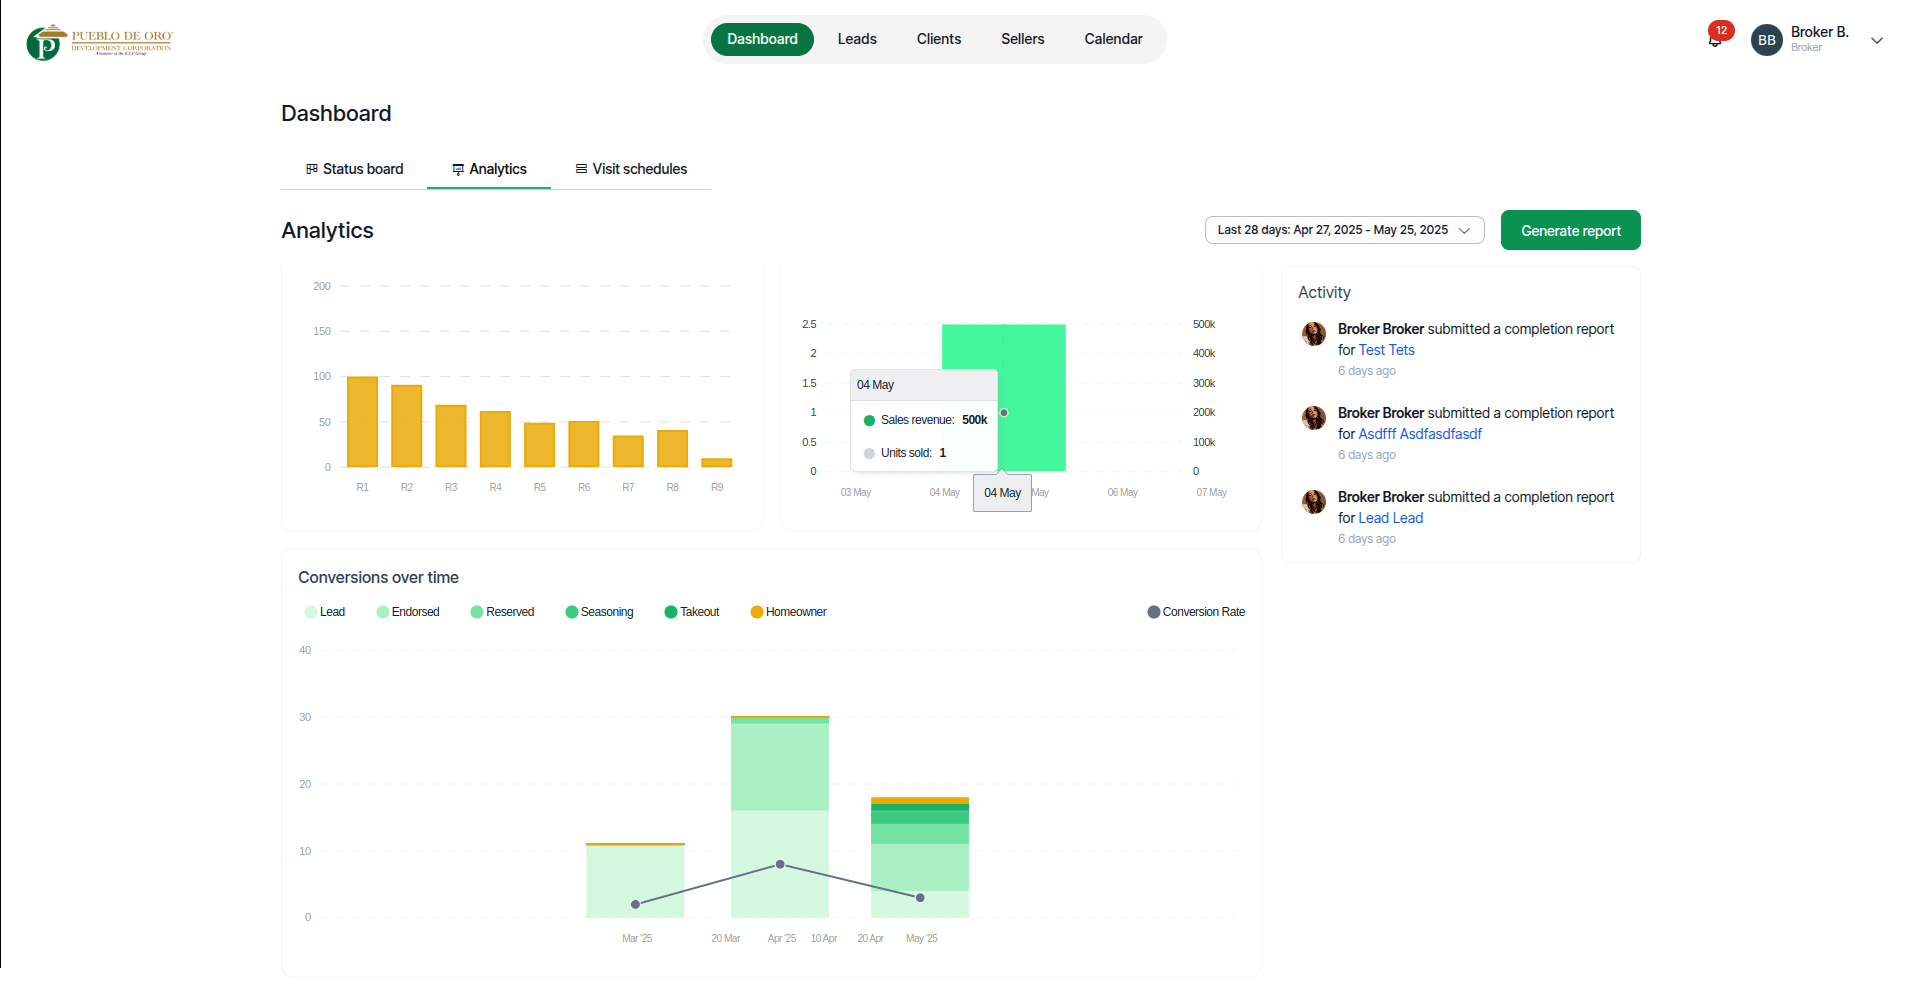 PUEBLO DE ORO
DEVELOPMENT CORPORATION
Dashboard
Leads
Clients
Sellers
Calendar
12
BB
Broker B.
Broker
Dashboard
Status board
Analytics
Visit schedules
Analytics
Last 28 days: Apr 27, 2025 - May 25, 2025
Generate report
200
150
100
50
0
R1 R2 R3 R4 R5 R6 R7 R8 R9
2.5
2
1.5
1
0.5
0
500k
400k
300k
200k
100k
0
04 May
Sales revenue: 500k
Units sold: 1
03 May 04 May 04 May May 06 May 07 May
Activity
Broker Broker submitted a completion report
for Test Tets
6 days ago
Broker Broker submitted a completion report
for Asdfff Asdfasdfasdf
6 days ago
Broker Broker submitted a completion report
for Lead Lead
6 days ago
Conversions over time
Lead Endorsed Reserved Seasoning Takeout Homeowner Conversion Rate
40
30
20
10
0
Mar '25 20 Mar Apr '25 10 Apr 20 Apr May '25